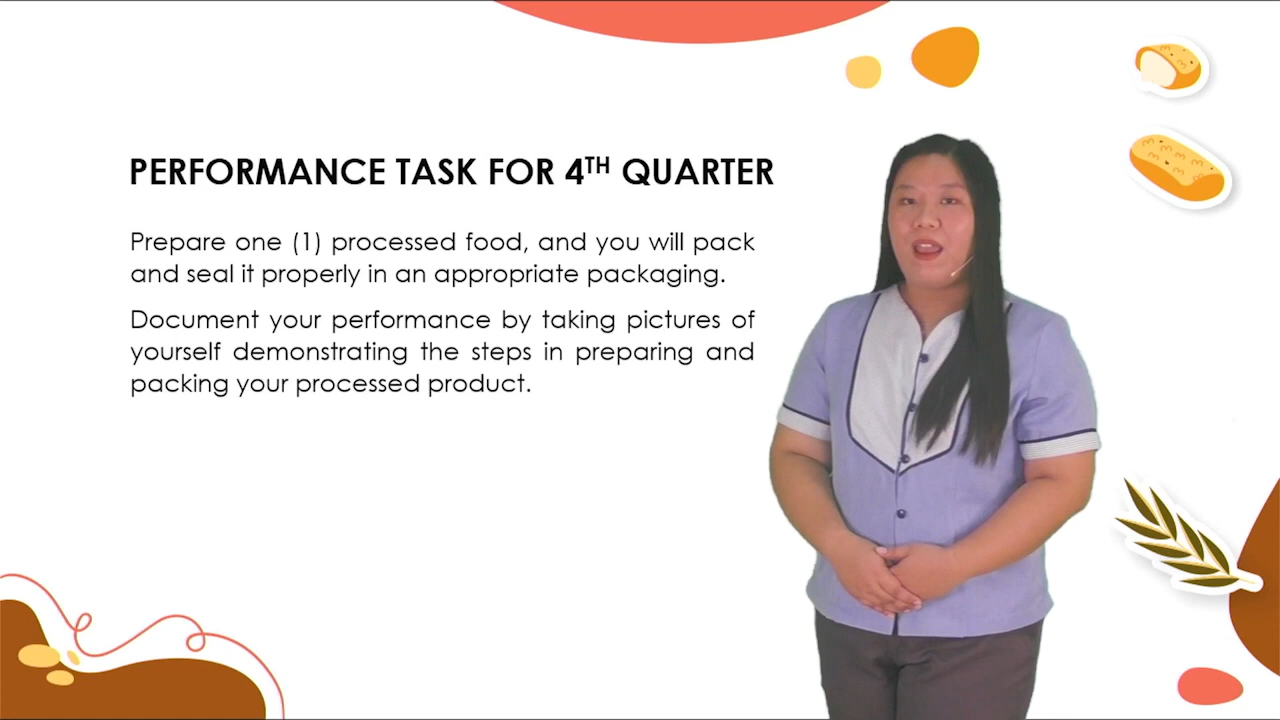 PERFORMANCE TASK FOR 4TH QUARTER
Prepare one (1) processed food, and you will pack
and seal it properly in an appropriate packaging.
Document your performance by taking pictures of
yourself demonstrating the steps in preparing and
packing your processed product.